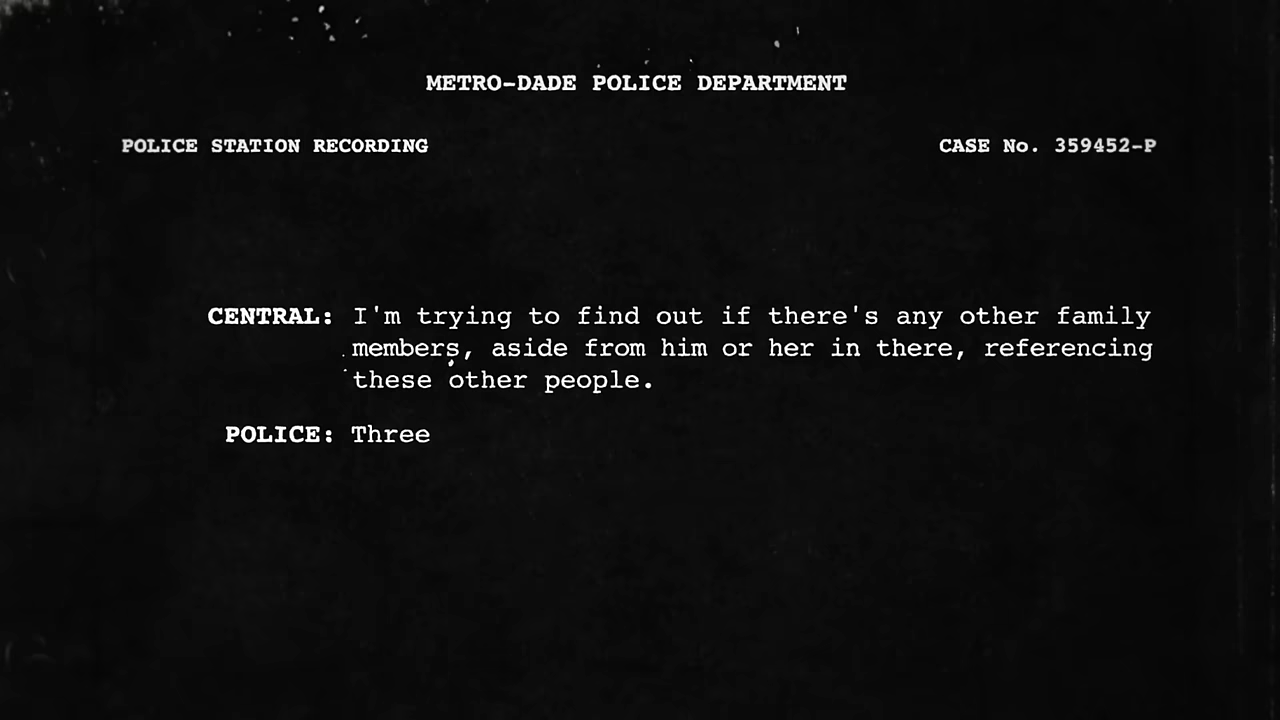 METRO-DADE POLICE DEPARTMENT
POLICE STATION RECORDING
CASE No. 359452-P
CENTRAL: I'm trying to find out if there's any other family
members, aside from him or her in there, referencing
these other people.
POLICE: Three